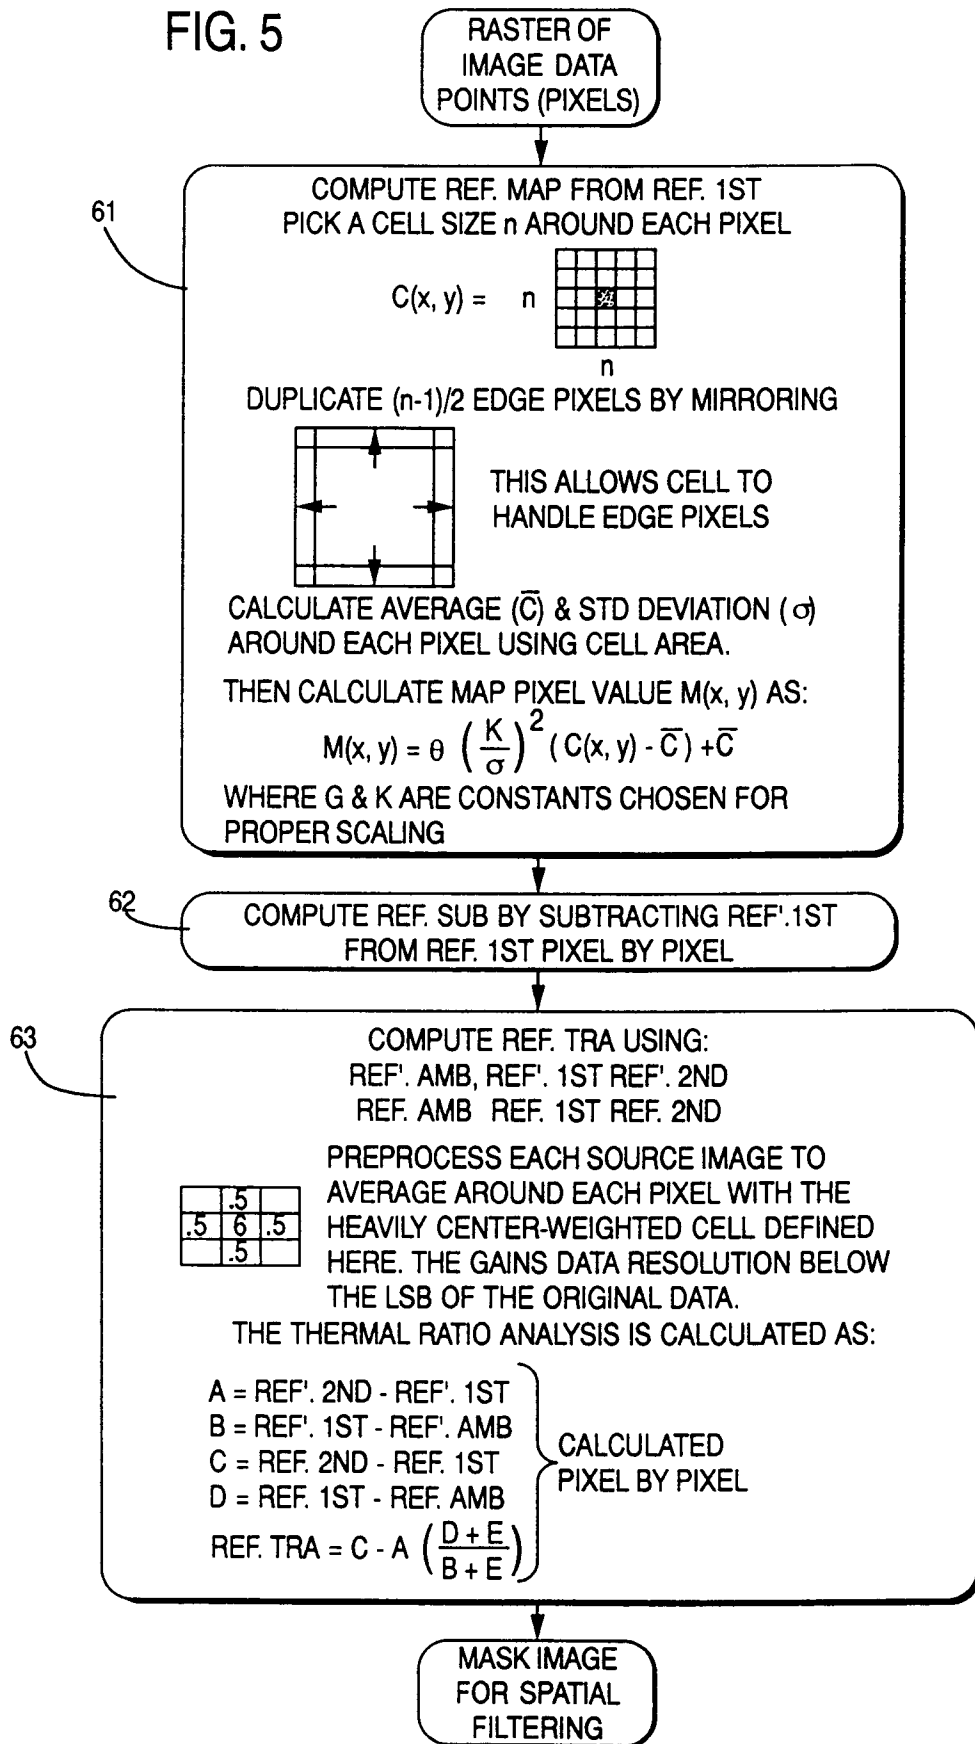 FIG. 5
RASTER OF
IMAGE DATA
POINTS (PIXELS)
61
COMPUTE REF. MAP FROM REF. 1ST
PICK A CELL SIZE n AROUND EACH PIXEL
C(x, y) = n
n
DUPLICATE (n-1)/2 EDGE PIXELS BY MIRRORING
THIS ALLOWS CELL TO
HANDLE EDGE PIXELS
CALCULATE AVERAGE (C̅) & STD DEVIATION (σ)
AROUND EACH PIXEL USING CELL AREA.
THEN CALCULATE MAP PIXEL VALUE M(x, y) AS:
M(x, y) = θ (K/σ)² (C(x, y) - C̅) + C̅
WHERE G & K ARE CONSTANTS CHOSEN FOR
PROPER SCALING
62
COMPUTE REF. SUB BY SUBTRACTING REF'.1ST
FROM REF. 1ST PIXEL BY PIXEL
63
COMPUTE REF. TRA USING:
REF'. AMB, REF'. 1ST REF'. 2ND
REF. AMB REF. 1ST REF. 2ND
.5
.5 6 .5
.5
PREPROCESS EACH SOURCE IMAGE TO
AVERAGE AROUND EACH PIXEL WITH THE
HEAVILY CENTER-WEIGHTED CELL DEFINED
HERE. THE GAINS DATA RESOLUTION BELOW
THE LSB OF THE ORIGINAL DATA.
THE THERMAL RATIO ANALYSIS IS CALCULATED AS:
A = REF'. 2ND - REF'. 1ST
B = REF'. 1ST - REF'. AMB
C = REF. 2ND - REF. 1ST
D = REF. 1ST - REF. AMB
REF. TRA = C - A (D + E / B + E)
CALCULATED
PIXEL BY PIXEL
MASK IMAGE
FOR SPATIAL
FILTERING